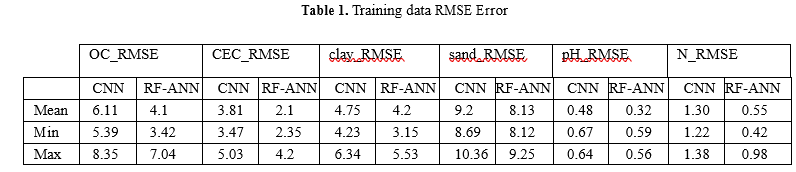 Table 1. Training data RMSE Error
OC_RMSE CEC_RMSE clay_RMSE sand_RMSE pH_RMSE N_RMSE
CNN RF-ANN CNN RF-ANN CNN RF-ANN CNN RF-ANN CNN RF-ANN CNN RF-ANN
Mean 6.11 4.1 3.81 2.1 4.75 4.2 9.2 8.13 0.48 0.32 1.30 0.55
Min 5.39 3.42 3.47 2.35 4.23 3.15 8.69 8.12 0.67 0.59 1.22 0.42
Max 8.35 7.04 5.03 4.2 6.34 5.53 10.36 9.25 0.64 0.56 1.38 0.98